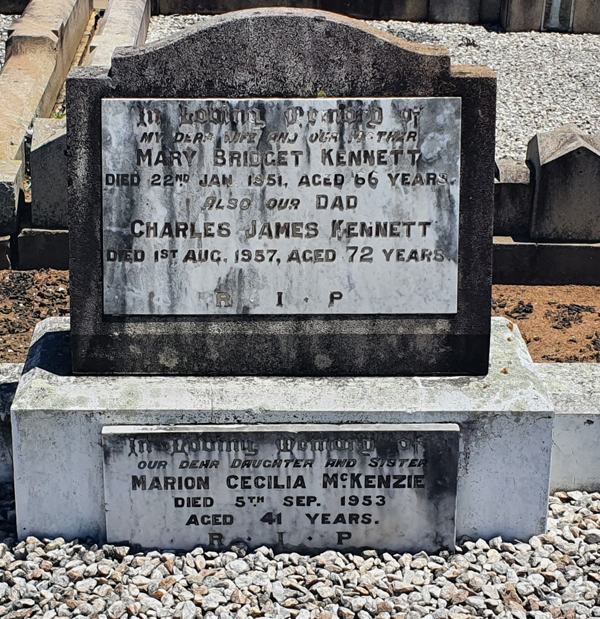 In Loving Memory of
MY DEAR WIFE AND OUR MOTHER
MARY BRIDGET KENNETT
DIED 22ND JAN. 1951, AGED 66 YEARS.
ALSO OUR DAD
CHARLES JAMES KENNETT
DIED 1ST AUG, 1957, AGED 72 YEARS.
R · I · P
In Loving Memory of
OUR DEAR DAUGHTER AND SISTER
MARION CECILIA McKENZIE
DIED 5TH SEP. 1953
AGED 41 YEARS.
R · I · P